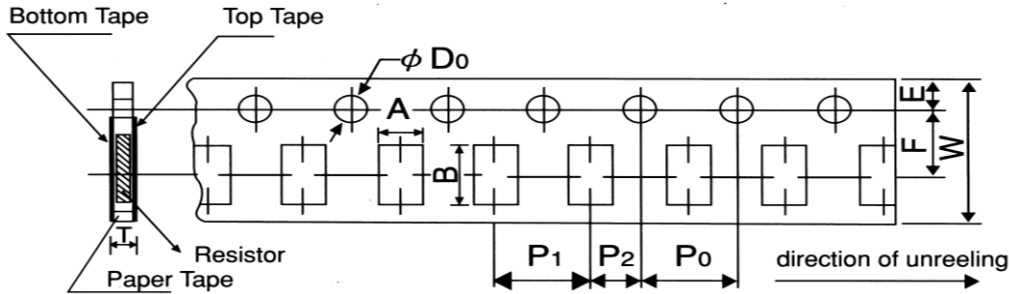 Bottom Tape
Top Tape
φ D0
A
B
E
F
W
T
Resistor
Paper Tape
P1
P2
P0
direction of unreeling